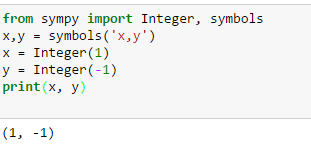 from sympy import Integer, symbols
x,y = symbols('x,y')
x = Integer(1)
y = Integer(-1)
print(x, y)
(1, -1)